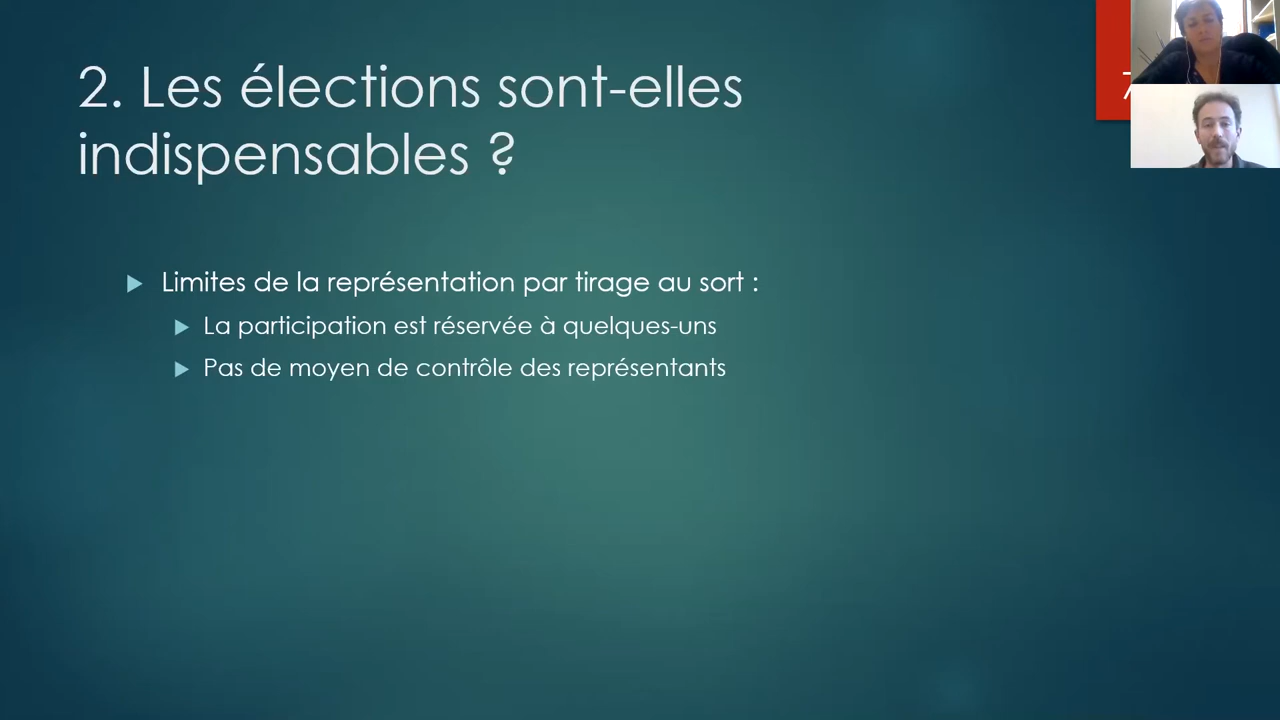 2. Les élections sont-elles
indispensables ?
7
Limites de la représentation par tirage au sort :
La participation est réservée à quelques-uns
Pas de moyen de contrôle des représentants